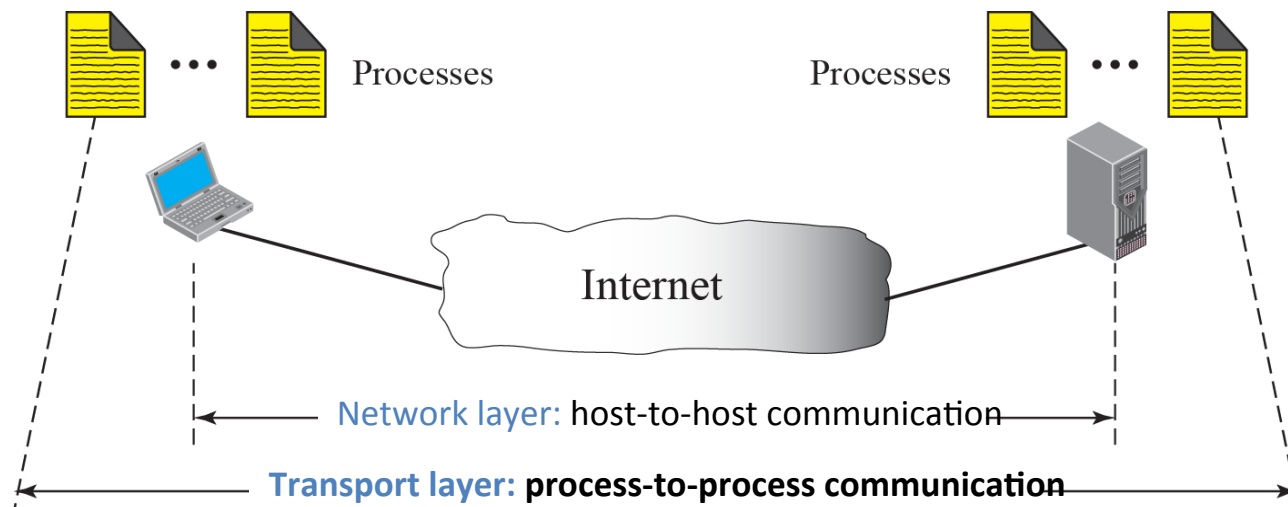 Processes
Processes
Internet
Network layer: host-to-host communication
Transport layer: process-to-process communication